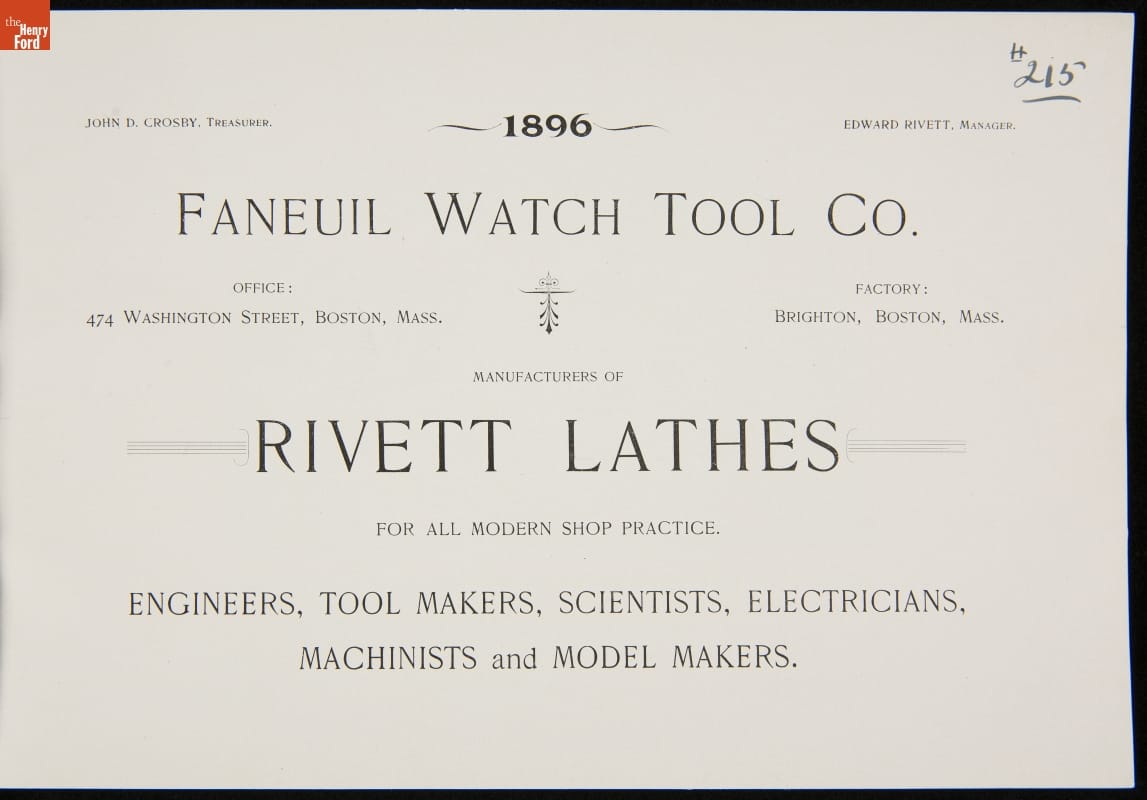 the
Henry
Ford
#215
JOHN D. CROSBY, TREASURER.
1896
EDWARD RIVETT, MANAGER.
FANEUIL WATCH TOOL CO.
OFFICE:
474 WASHINGTON STREET, BOSTON, MASS.
FACTORY:
BRIGHTON, BOSTON, MASS.
MANUFACTURERS OF
RIVETT LATHES
FOR ALL MODERN SHOP PRACTICE.
ENGINEERS, TOOL MAKERS, SCIENTISTS, ELECTRICIANS,
MACHINISTS and MODEL MAKERS.